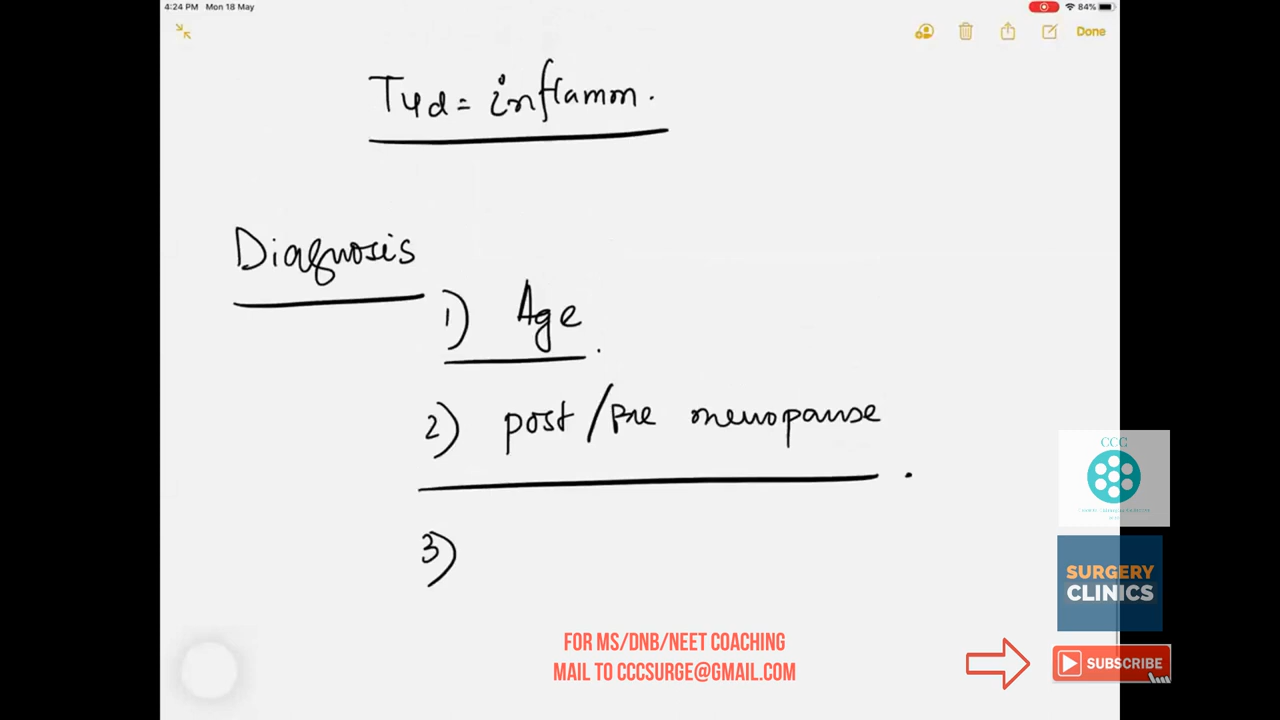 4:24 PM Mon 18 May
84%
Done
T4d = inflamn.
Diagnosis
1) Age.
2) post/pre menopause.
3)
CCC
SURGERY
CLINICS
FOR MS/DNB/NEET COACHING
MAIL TO CCCSURGE@GMAIL.COM
SUBSCRIBE